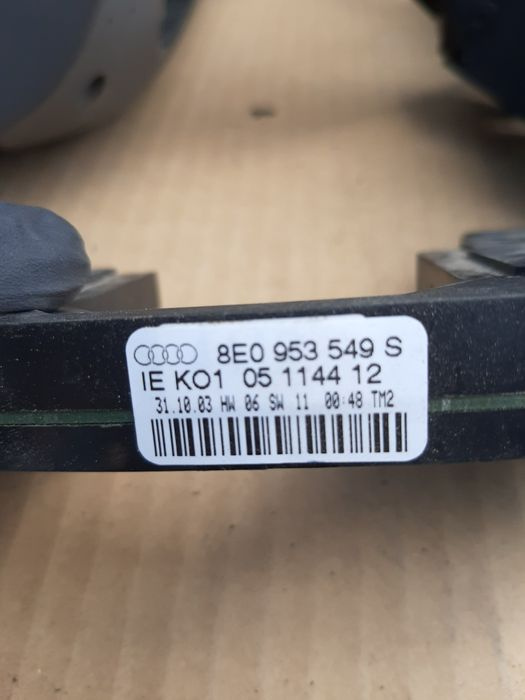 8E0 953 549 S
IE KO1 05 1144 12
31.10.03 HW 06 SW 11 00:48 TM2